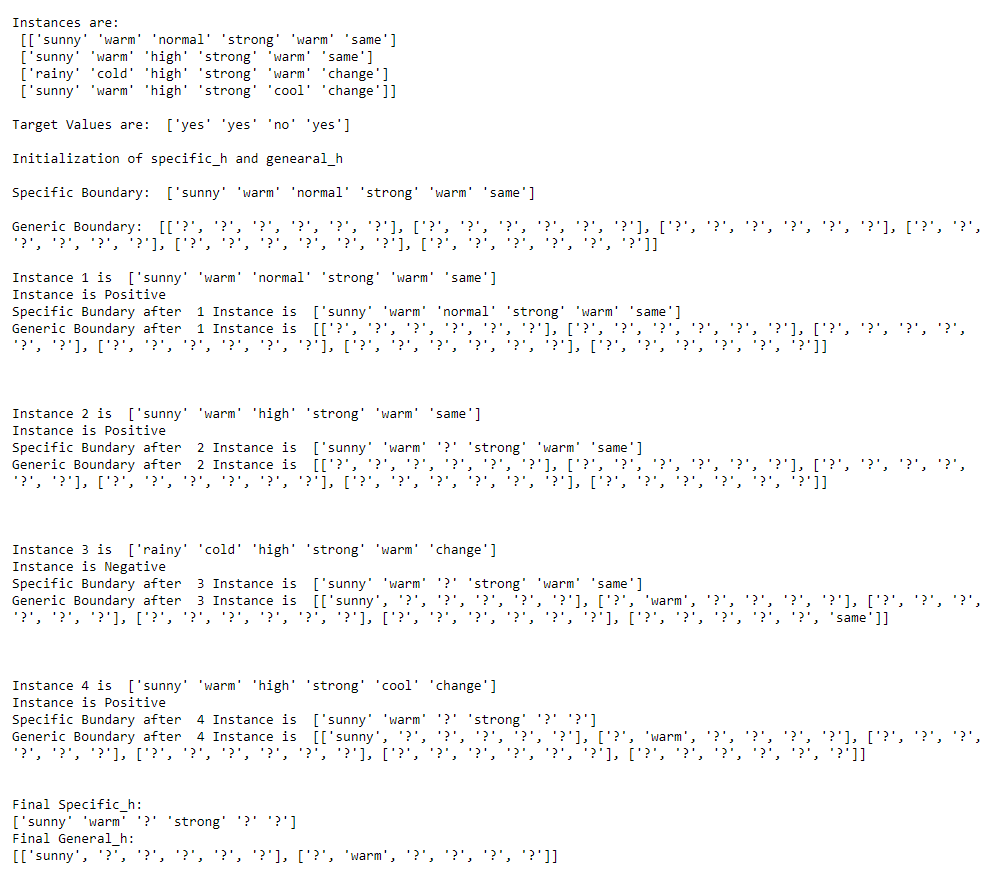 Instances are:
[['sunny' 'warm' 'normal' 'strong' 'warm' 'same']
['sunny' 'warm' 'high' 'strong' 'warm' 'same']
['rainy' 'cold' 'high' 'strong' 'warm' 'change']
['sunny' 'warm' 'high' 'strong' 'cool' 'change']]
Target Values are:  ['yes' 'yes' 'no' 'yes']
Initialization of specific_h and genearal_h
Specific Boundary:  ['sunny' 'warm' 'normal' 'strong' 'warm' 'same']
Generic Boundary:  [['?', '?', '?', '?', '?', '?'], ['?', '?', '?', '?', '?', '?'], ['?', '?', '?', '?', '?', '?'], ['?', '?',
'?', '?', '?', '?'], ['?', '?', '?', '?', '?', '?'], ['?', '?', '?', '?', '?', '?']]
Instance 1 is  ['sunny' 'warm' 'normal' 'strong' 'warm' 'same']
Instance is Positive
Specific Bundary after  1 Instance is  ['sunny' 'warm' 'normal' 'strong' 'warm' 'same']
Generic Boundary after  1 Instance is  [['?', '?', '?', '?', '?', '?'], ['?', '?', '?', '?', '?', '?'], ['?', '?', '?', '?',
'?', '?'], ['?', '?', '?', '?', '?', '?'], ['?', '?', '?', '?', '?', '?'], ['?', '?', '?', '?', '?', '?']]
Instance 2 is  ['sunny' 'warm' 'high' 'strong' 'warm' 'same']
Instance is Positive
Specific Bundary after  2 Instance is  ['sunny' 'warm' '?' 'strong' 'warm' 'same']
Generic Boundary after  2 Instance is  [['?', '?', '?', '?', '?', '?'], ['?', '?', '?', '?', '?', '?'], ['?', '?', '?', '?',
'?', '?'], ['?', '?', '?', '?', '?', '?'], ['?', '?', '?', '?', '?', '?'], ['?', '?', '?', '?', '?', '?']]
Instance 3 is  ['rainy' 'cold' 'high' 'strong' 'warm' 'change']
Instance is Negative
Specific Bundary after  3 Instance is  ['sunny' 'warm' '?' 'strong' 'warm' 'same']
Generic Boundary after  3 Instance is  [['sunny', '?', '?', '?', '?', '?'], ['?', 'warm', '?', '?', '?', '?'], ['?', '?', '?',
'?', '?', '?'], ['?', '?', '?', '?', '?', '?'], ['?', '?', '?', '?', '?', '?'], ['?', '?', '?', '?', '?', 'same']]
Instance 4 is  ['sunny' 'warm' 'high' 'strong' 'cool' 'change']
Instance is Positive
Specific Bundary after  4 Instance is  ['sunny' 'warm' '?' 'strong' '?' '?']
Generic Boundary after  4 Instance is  [['sunny', '?', '?', '?', '?', '?'], ['?', 'warm', '?', '?', '?', '?'], ['?', '?', '?',
'?', '?', '?'], ['?', '?', '?', '?', '?', '?'], ['?', '?', '?', '?', '?', '?'], ['?', '?', '?', '?', '?', '?']]
Final Specific_h:
['sunny' 'warm' '?' 'strong' '?' '?']
Final General_h:
[['sunny', '?', '?', '?', '?', '?'], ['?', 'warm', '?', '?', '?', '?']]